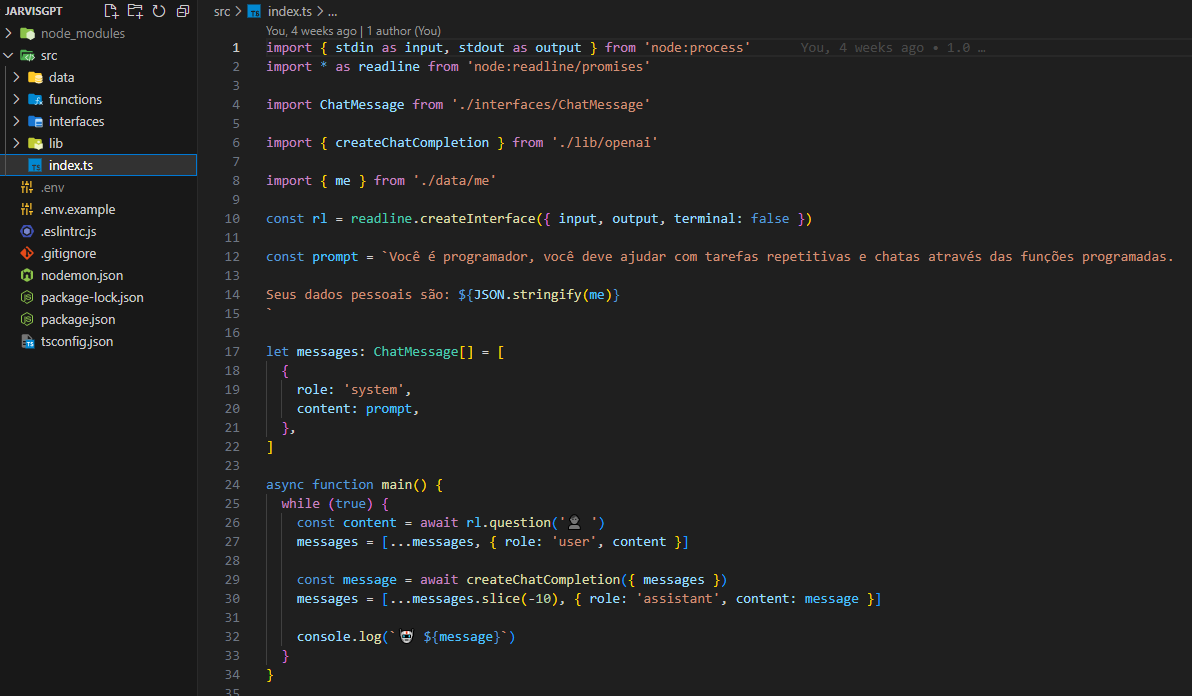 JARVISGPT
node_modules
src
data
functions
interfaces
lib
index.ts
.env
.env.example
.eslintrc.js
.gitignore
nodemon.json
package-lock.json
package.json
tsconfig.json
src > index.ts > ...
You, 4 weeks ago | 1 author (You)
1 import { stdin as input, stdout as output } from 'node:process' You, 4 weeks ago • 1.0 …
2 import * as readline from 'node:readline/promises'
3
4 import ChatMessage from './interfaces/ChatMessage'
5
6 import { createChatCompletion } from './lib/openai'
7
8 import { me } from './data/me'
9
10 const rl = readline.createInterface({ input, output, terminal: false })
11
12 const prompt = `Você é programador, você deve ajudar com tarefas repetitivas e chatas através das funções programadas.
13
14 Seus dados pessoais são: ${JSON.stringify(me)}
15 `
16
17 let messages: ChatMessage[] = [
18 {
19 role: 'system',
20 content: prompt,
21 },
22 ]
23
24 async function main() {
25 while (true) {
26 const content = await rl.question('👤 ')
27 messages = [...messages, { role: 'user', content }]
28
29 const message = await createChatCompletion({ messages })
30 messages = [...messages.slice(-10), { role: 'assistant', content: message }]
31
32 console.log(`🤖 ${message}`)
33 }
34 }
35